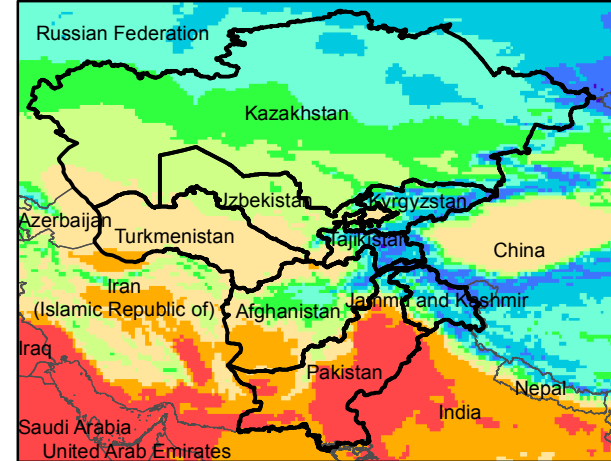 Russian Federation
Kazakhstan
Uzbekistan
Kyrgyzstan
Azerbaijan
Turkmenistan
Tajikistan
China
Iran
(Islamic Republic of)
Afghanistan
Jammu and Kashmir
Iraq
Pakistan
Nepal
India
Saudi Arabia
United Arab Emirates